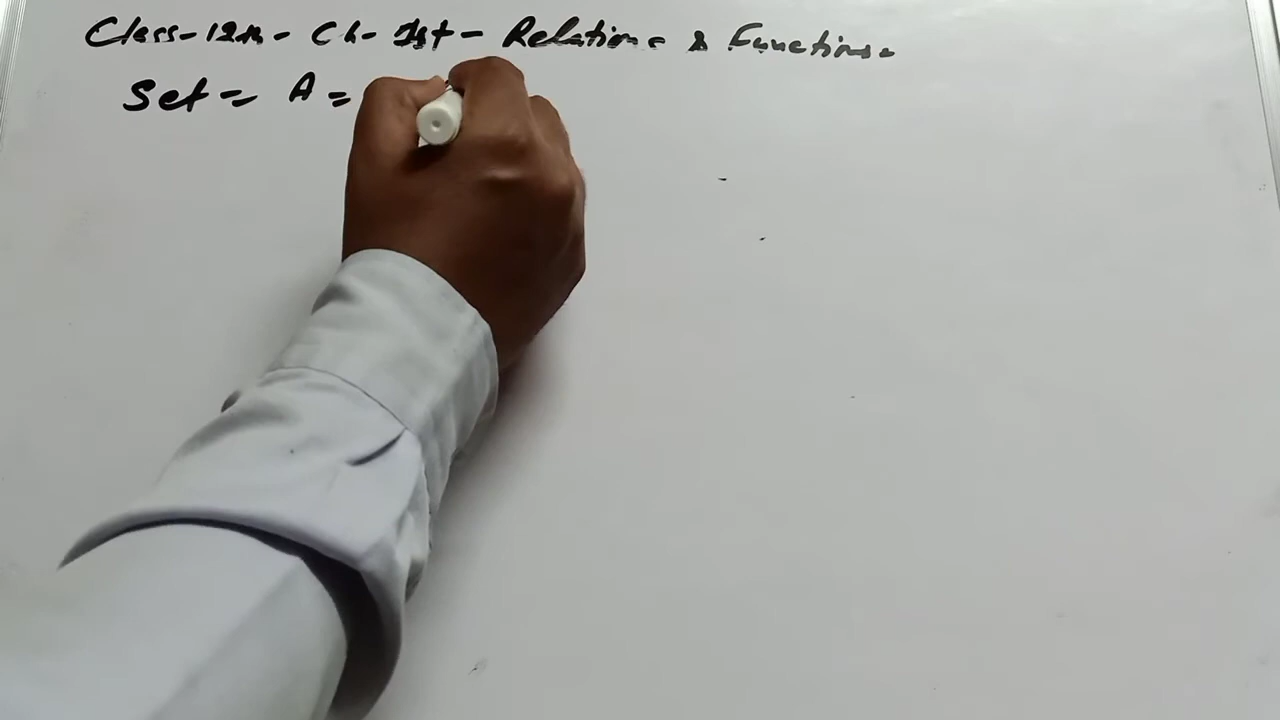 Class-12th - Ch-1st - Relations & Functions.
Set = A =